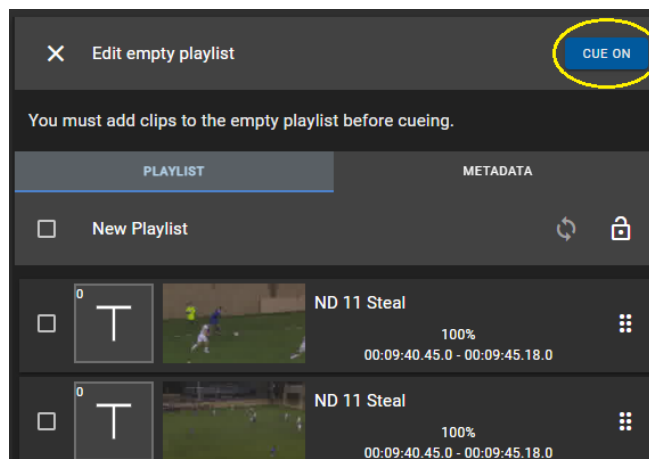 Edit empty playlist
CUE ON
You must add clips to the empty playlist before cueing.
PLAYLIST
METADATA
New Playlist
0
T
ND 11 Steal
100%
00:09:40.45.0 - 00:09:45.18.0
0
T
ND 11 Steal
100%
00:09:40.45.0 - 00:09:45.18.0